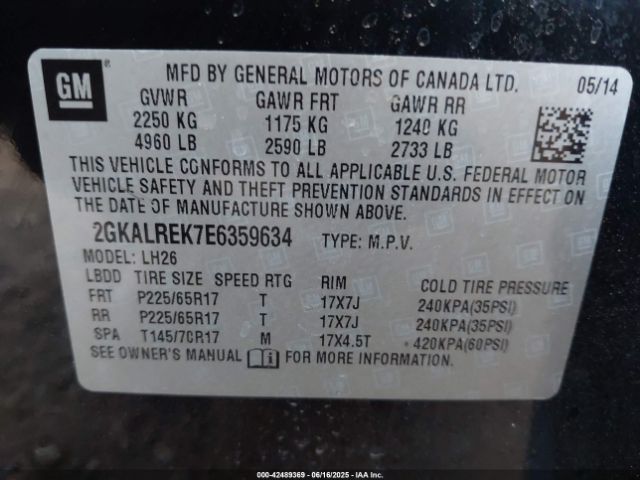 GM
MFD BY GENERAL MOTORS OF CANADA LTD. 05/14
GVWR GAWR FRT GAWR RR
2250 KG 1175 KG 1240 KG
4960 LB 2590 LB 2733 LB
THIS VEHICLE CONFORMS TO ALL APPLICABLE U.S. FEDERAL MOTOR
VEHICLE SAFETY AND THEFT PREVENTION STANDARDS IN EFFECT ON
THE DATE OF MANUFACTURE SHOWN ABOVE.
2GKALREK7E6359634 TYPE: M.P.V.
MODEL: LH26
LBDD TIRE SIZE SPEED RTG RIM COLD TIRE PRESSURE
FRT P225/65R17 T 17X7J 240KPA(35PSI)
RR P225/65R17 T 17X7J 240KPA(35PSI)
SPA T145/70R17 M 17X4.5T 420KPA(60PSI)
SEE OWNER'S MANUAL FOR MORE INFORMATION.
000-42489369 - 06/16/2025 - IAA Inc.